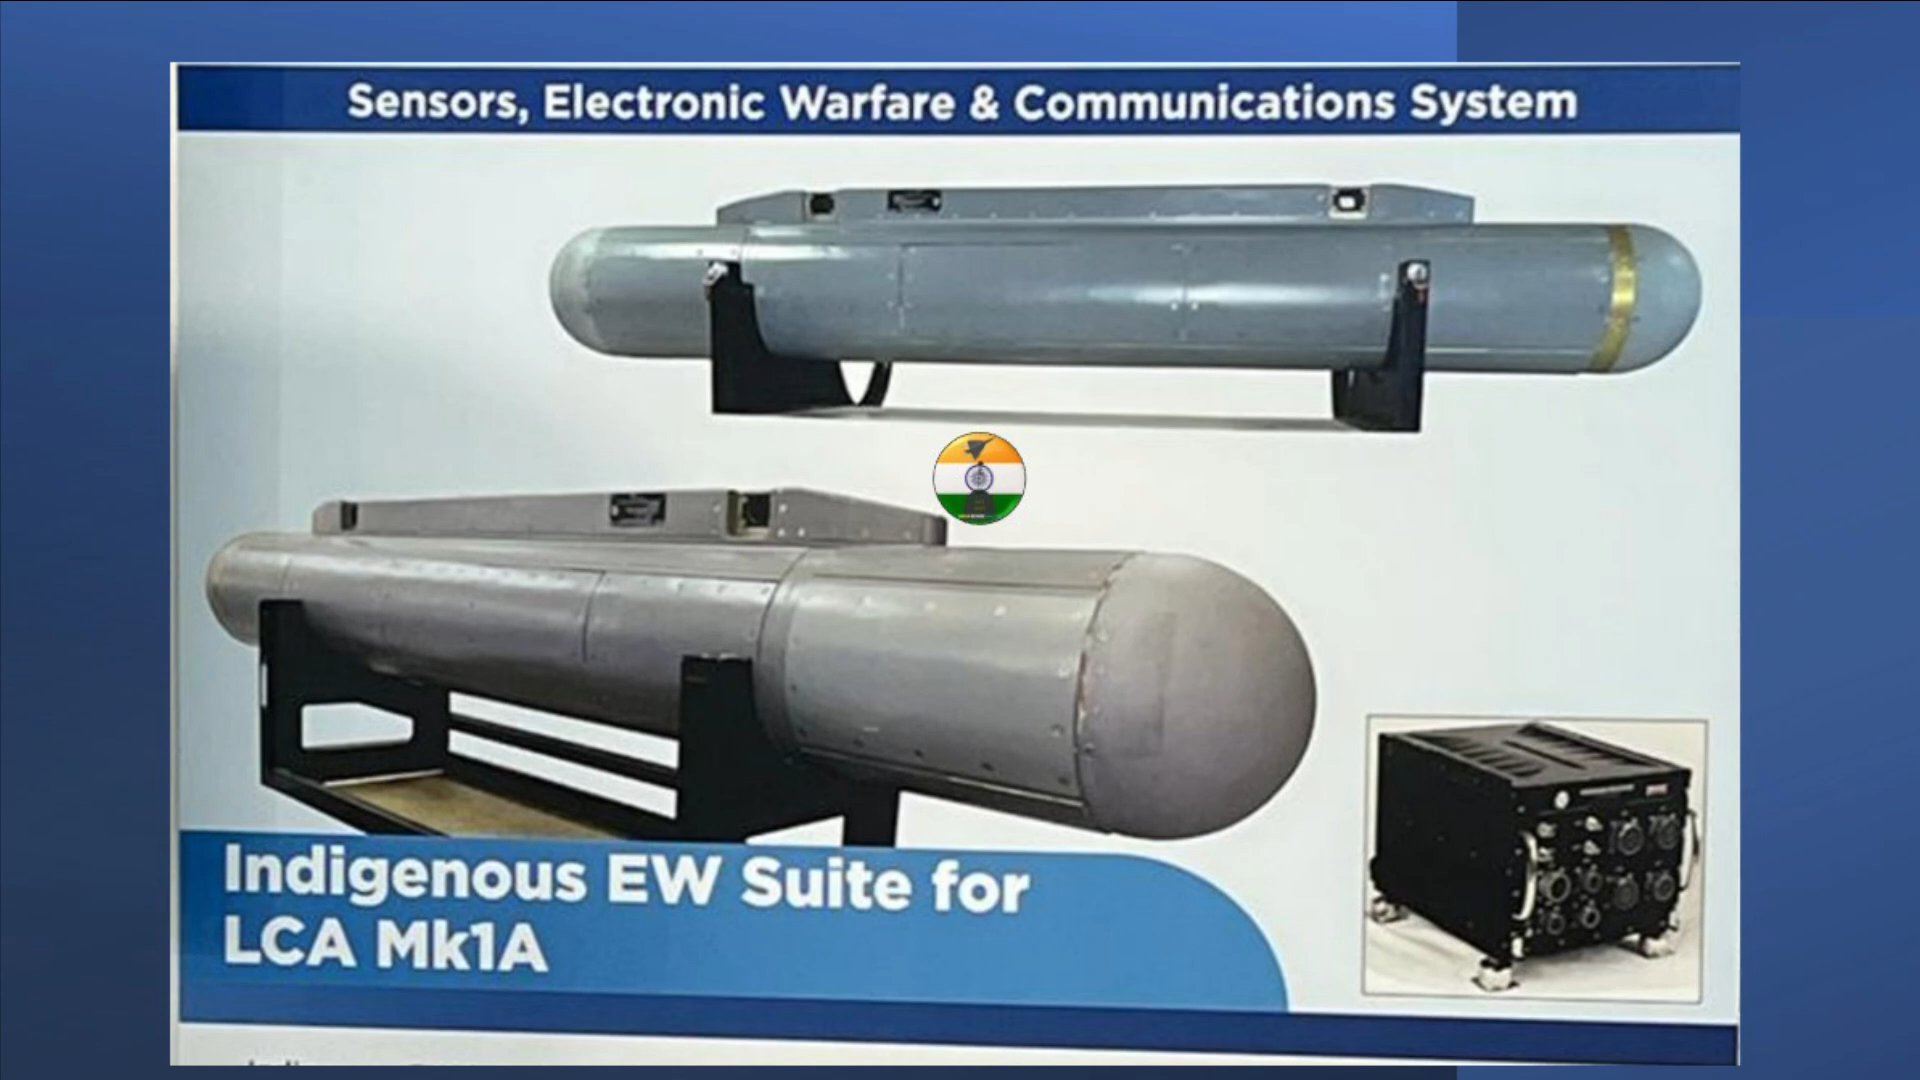 Sensors, Electronic Warfare & Communications System
Indigenous EW Suite for
LCA Mk1A